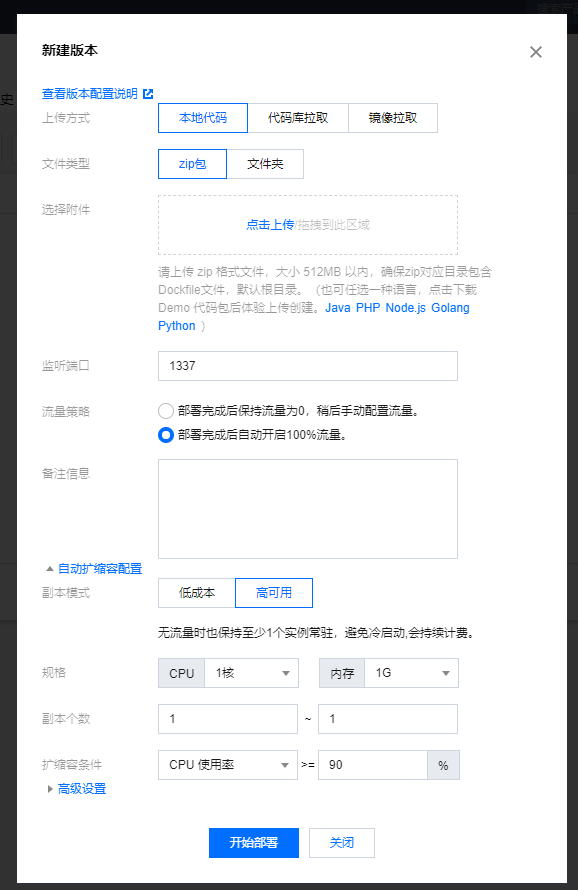 搜索产
史
新建版本
查看版本配置说明
上传方式 本地代码 代码库拉取 镜像拉取
文件类型 zip包 文件夹
选择附件
点击上传/拖拽到此区域
请上传 zip 格式文件，大小 512MB 以内，确保zip对应目录包含
Dockfile文件，默认根目录。（也可任选一种语言，点击下载
Demo 代码包后体验上传创建。Java PHP Node.js Golang
Python ）
监听端口 1337
流量策略 部署完成后保持流量为0，稍后手动配置流量。
部署完成后自动开启100%流量。
备注信息
自动扩缩容配置
副本模式 低成本 高可用
无流量时也保持至少1个实例常驻，避免冷启动,会持续计费。
规格 CPU 1核 内存 1G
副本个数 1 ~ 1
扩缩容条件 CPU 使用率 >= 90 %
高级设置
开始部署 关闭